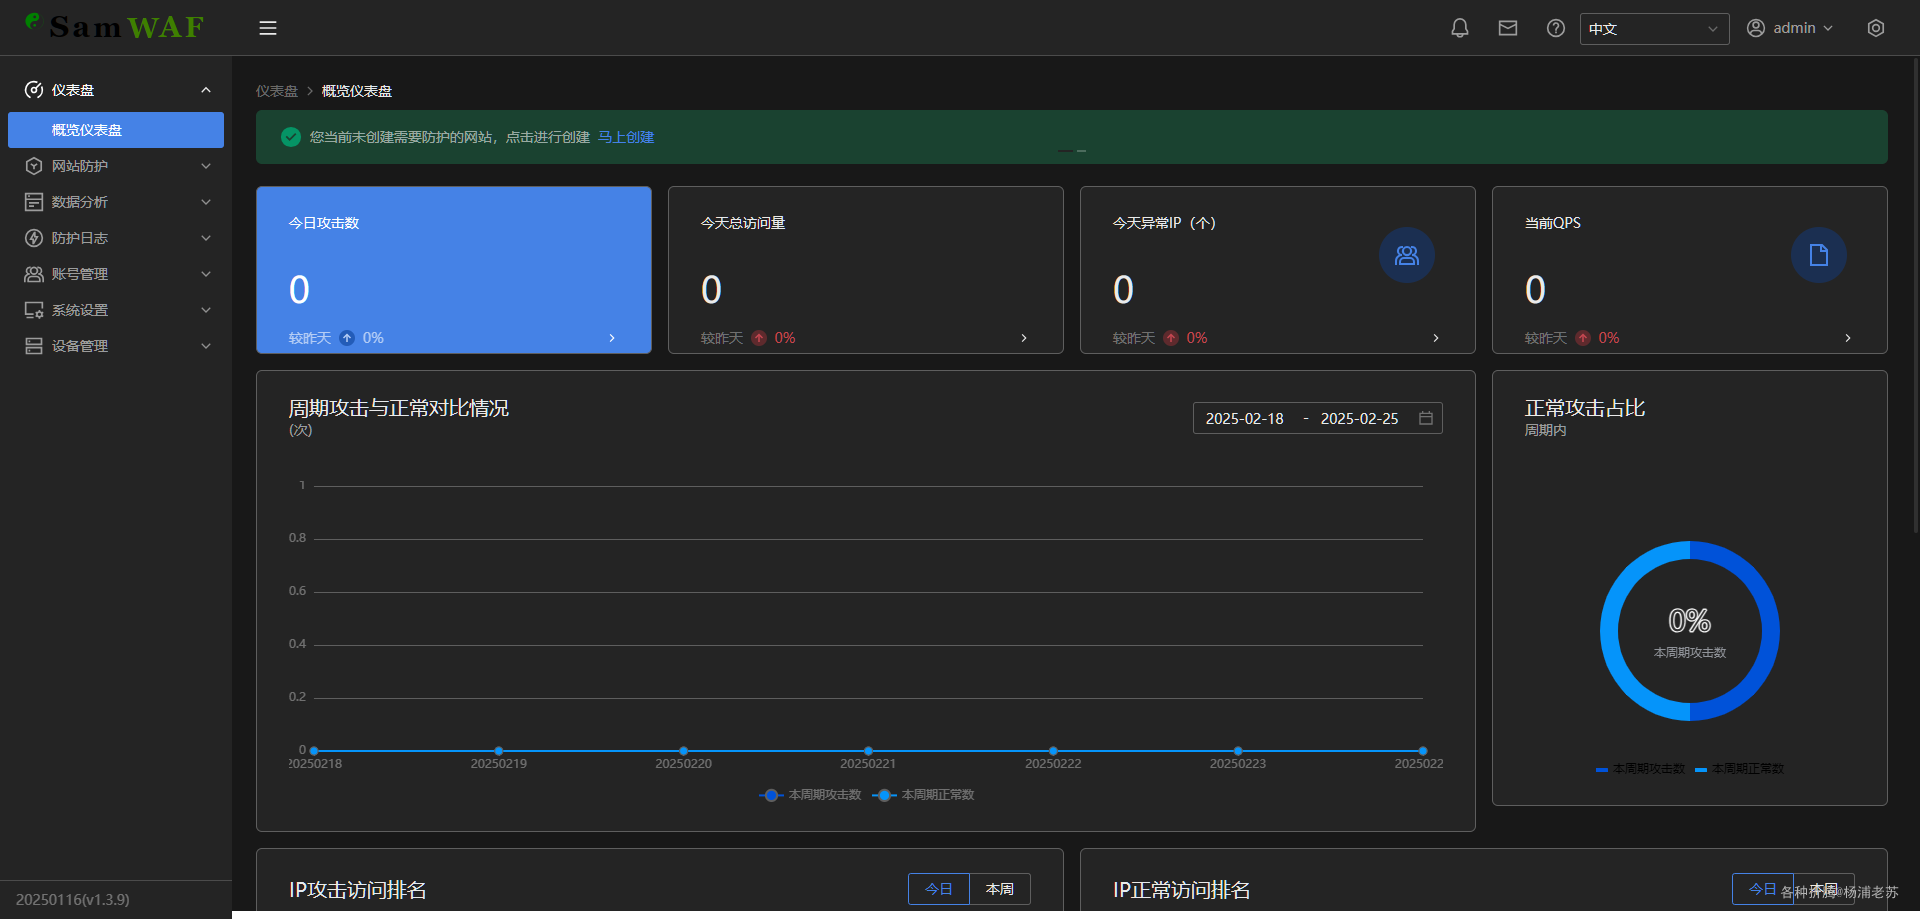 SamWAF
中文
admin
仪表盘
概览仪表盘
网站防护
数据分析
防护日志
账号管理
系统设置
设备管理
20250116(v1.3.9)
仪表盘 > 概览仪表盘
您当前未创建需要防护的网站，点击进行创建 马上创建
今日攻击数
0
较昨天 0%
今天总访问量
0
较昨天 0%
今天异常IP（个）
0
较昨天 0%
当前QPS
0
较昨天 0%
周期攻击与正常对比情况
(次)
2025-02-18 - 2025-02-25
1
0.8
0.6
0.4
0.2
0
20250218 20250219 20250220 20250221 20250222 20250223 2025022
本周期攻击数 本周期正常数
正常攻击占比
周期内
0%
本周期攻击数
本周期攻击数 本周期正常数
IP攻击访问排名
今日 本周
IP正常访问排名
今日 本周
各种折腾@杨浦老苏